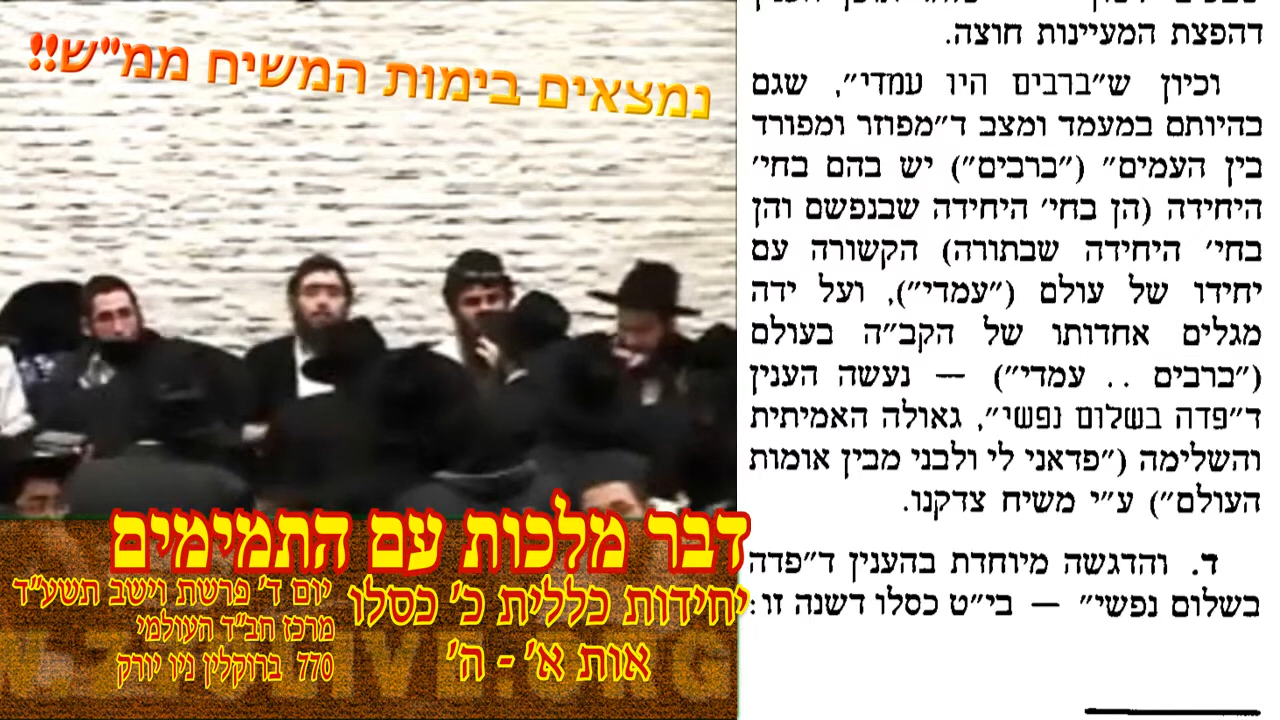 נמצאים בימות המשיח ממ"ש!!
דהפצת המעיינות חוצה.
וכיון ש״ברבים היו עמדי״, שגם
בהיותם במעמד ומצב ד״מפוזר ומפורד
בין העמים״ (״ברבים״) יש בהם בחי׳
היחידה (הן בחי׳ היחידה שבנפשם והן
בחי׳ היחידה שבתורה) הקשורה עם
יחידו של עולם (״עמדי״), ועל ידה
מגלים אחדותו של הקב״ה בעולם
(״ברבים . . עמדי״) — נעשה הענין
ד״פדה בשלום נפשי״, גאולה האמיתית
והשלימה (״פדאני לי ולבני מבין אומות
העולם״) ע״י משיח צדקנו.
ד. והדגשה מיוחדת בהענין ד״פדה
בשלום נפשי״ — בי״ט כסלו דשנה זו:
דבר מלכות עם התמימים
יחידות כללית כ' כסלו
אות א' - ה'
יום ד' פרשת וישב תשע"ד
מרכז חב"ד העולמי
770 ברוקלין ניו יורק